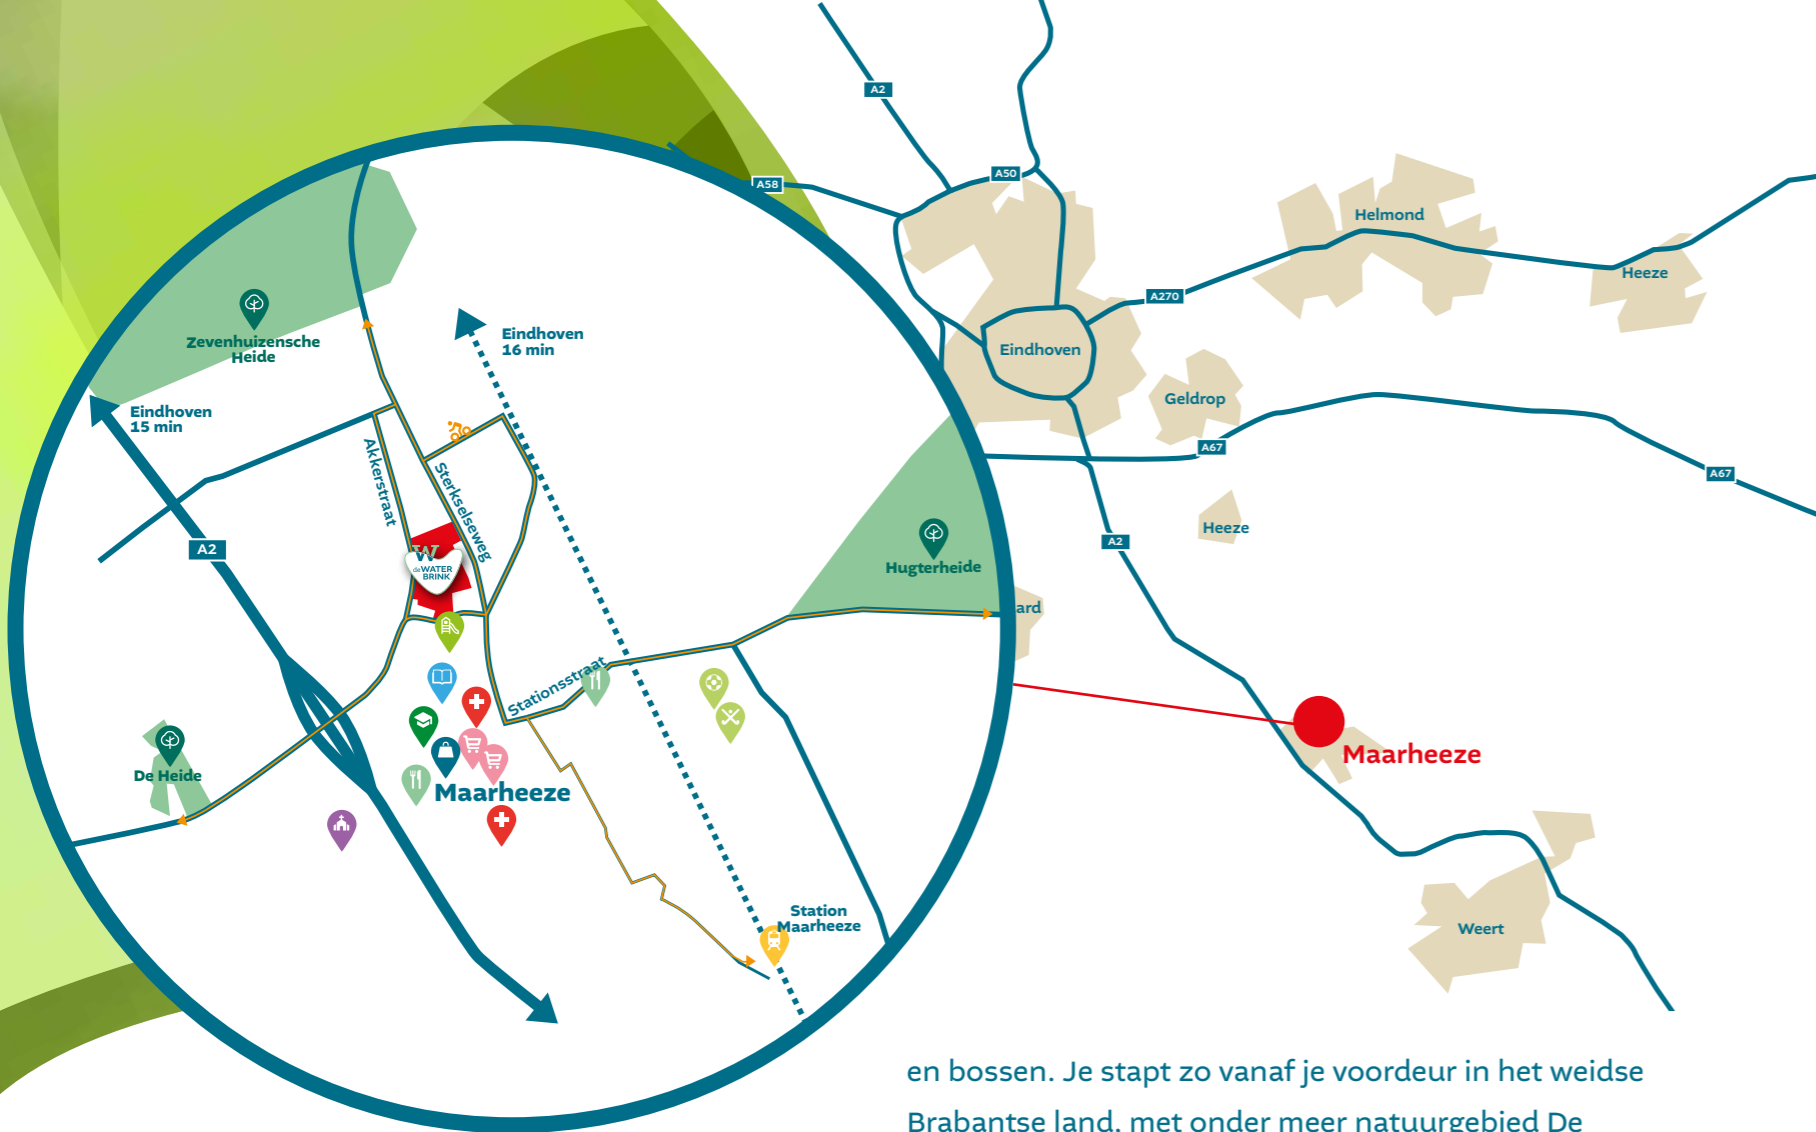 A2
A50
A58
Helmond
Heeze
A270
Zevenhuizensche
Heide
Eindhoven
16 min
Eindhoven
Eindhoven
15 min
Geldrop
A67
A67
Akkerstraat
Sterkselseweg
Heeze
A2
A2
W
deWATER
BRINK
Hugterheide
ard
Stationsstraat
Maarheeze
De Heide
Maarheeze
Station
Maarheeze
Weert
en bossen. Je stapt zo vanaf je voordeur in het weidse
Brabantse land, met onder meer natuurgebied De